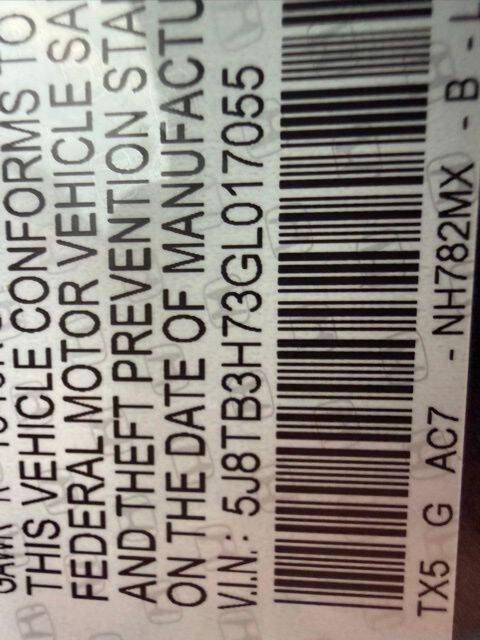 THIS VEHICLE CONFORMS TO
FEDERAL MOTOR VEHICLE SA
AND THEFT PREVENTION STA
ON THE DATE OF MANUFACTU
V.I.N.: 5J8TB3H73GL017055
TX5 G AC7 - NH782MX - B - L